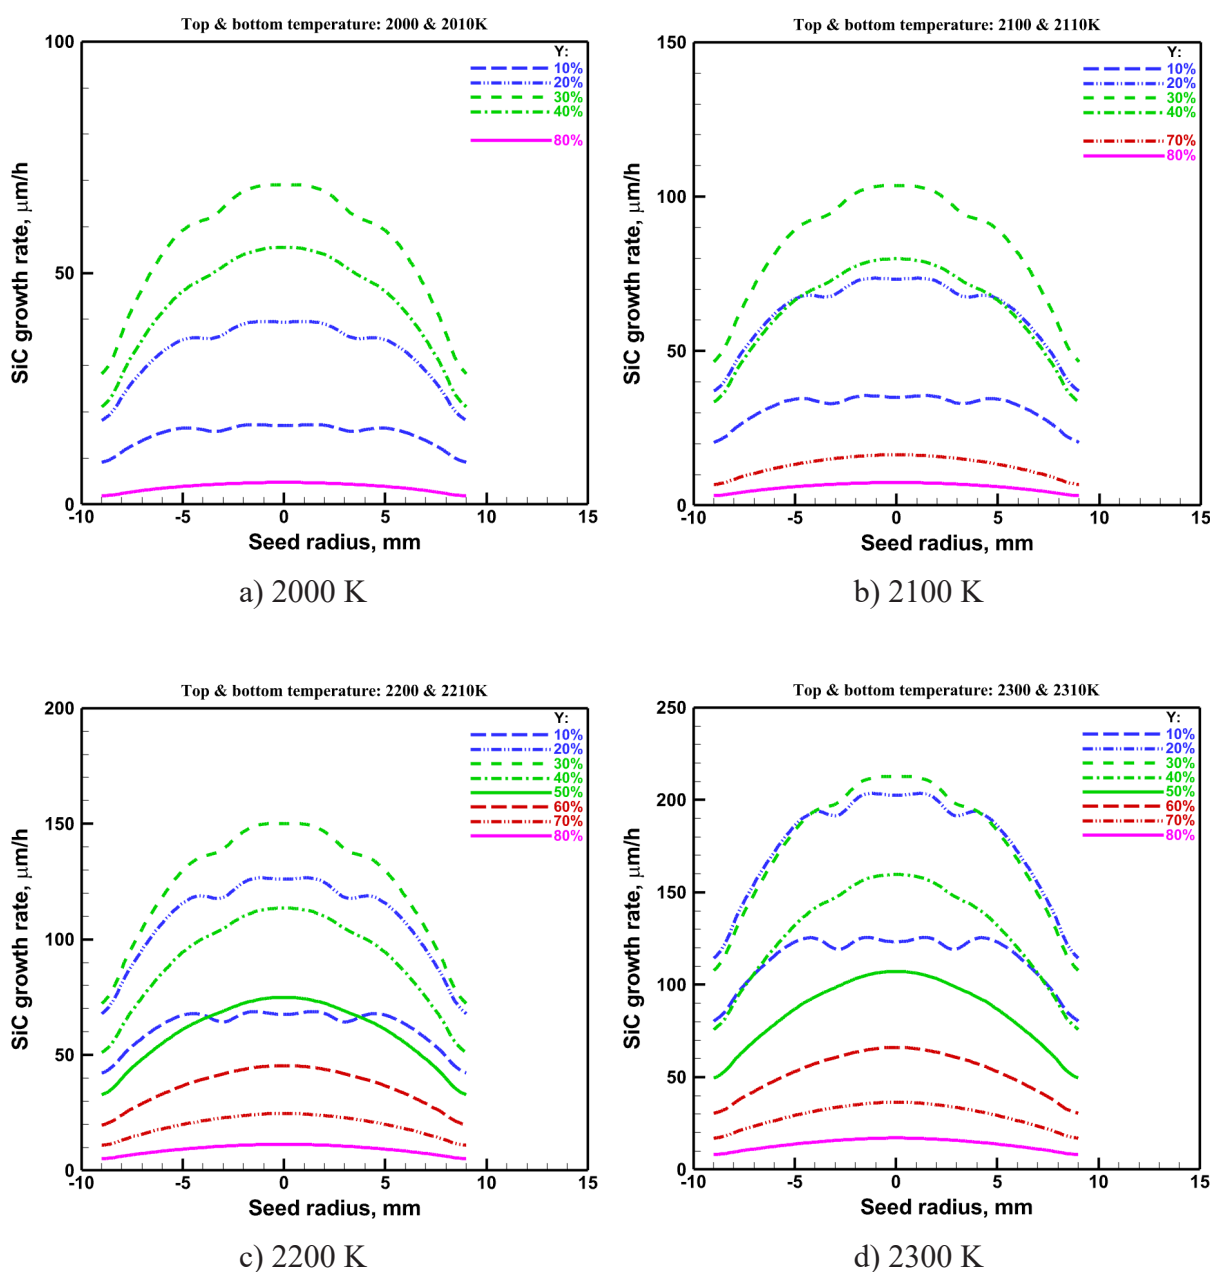 Top & bottom temperature: 2000 & 2010K
Y:
10%
20%
30%
40%
80%
100
50
0
SiC growth rate, μm/h
-10 -5 0 5 10 15
Seed radius, mm
a) 2000 K
Top & bottom temperature: 2100 & 2110K
Y:
10%
20%
30%
40%
70%
80%
150
100
50
0
SiC growth rate, μm/h
-10 -5 0 5 10 15
Seed radius, mm
b) 2100 K
Top & bottom temperature: 2200 & 2210K
Y:
10%
20%
30%
40%
50%
60%
70%
80%
200
150
100
50
0
SiC growth rate, μm/h
-10 -5 0 5 10 15
Seed radius, mm
c) 2200 K
Top & bottom temperature: 2300 & 2310K
Y:
10%
20%
30%
40%
50%
60%
70%
80%
250
200
150
100
50
0
SiC growth rate, μm/h
-10 -5 0 5 10 15
Seed radius, mm
d) 2300 K